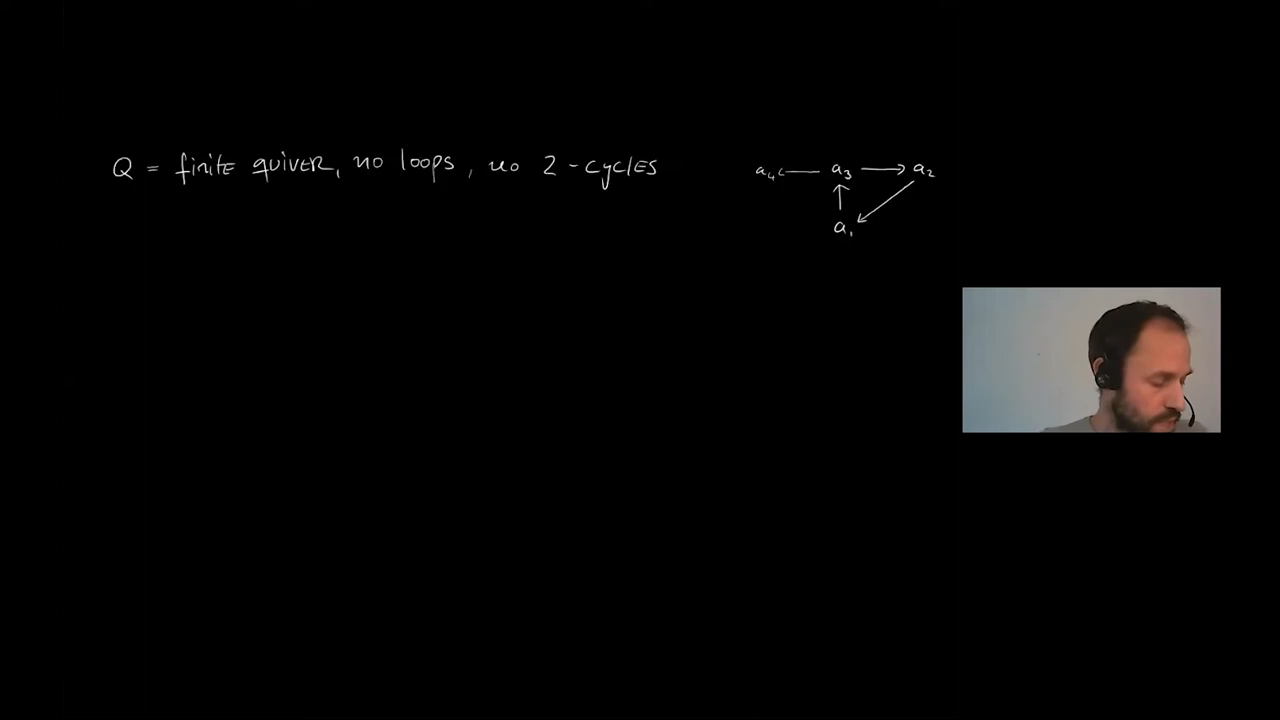 Q = finite quiver, no loops, no 2-cycles
a₄ ← a₃ → a₂
a₁